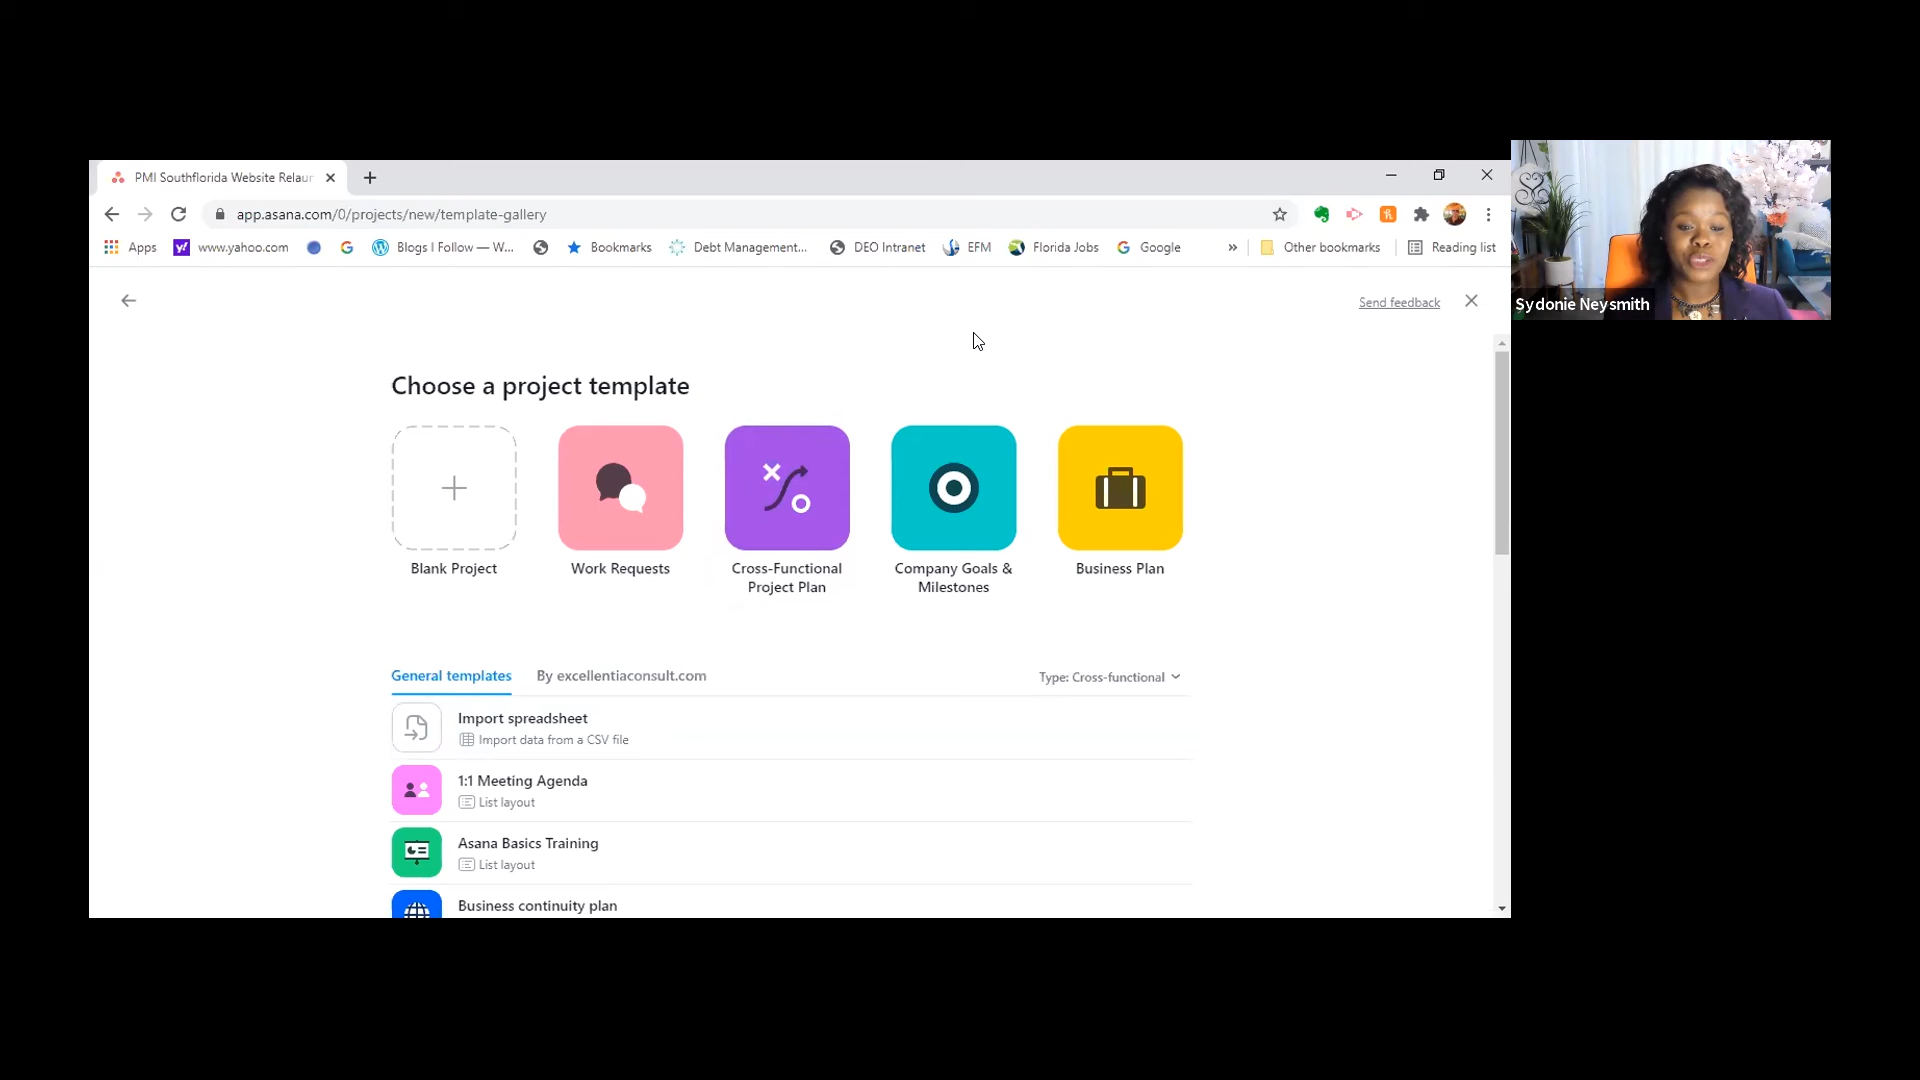 PMI Southflorida Website Relaur
app.asana.com/0/projects/new/template-gallery
Apps www.yahoo.com Blogs I Follow — W... Bookmarks Debt Management... DEO Intranet EFM Florida Jobs Google » Other bookmarks Reading list
Send feedback
Sydonie Neysmith
Choose a project template
Blank Project
Work Requests
Cross-Functional
Project Plan
Company Goals &
Milestones
Business Plan
General templates By excellentiaconsult.com Type: Cross-functional
Import spreadsheet
Import data from a CSV file
1:1 Meeting Agenda
List layout
Asana Basics Training
List layout
Business continuity plan